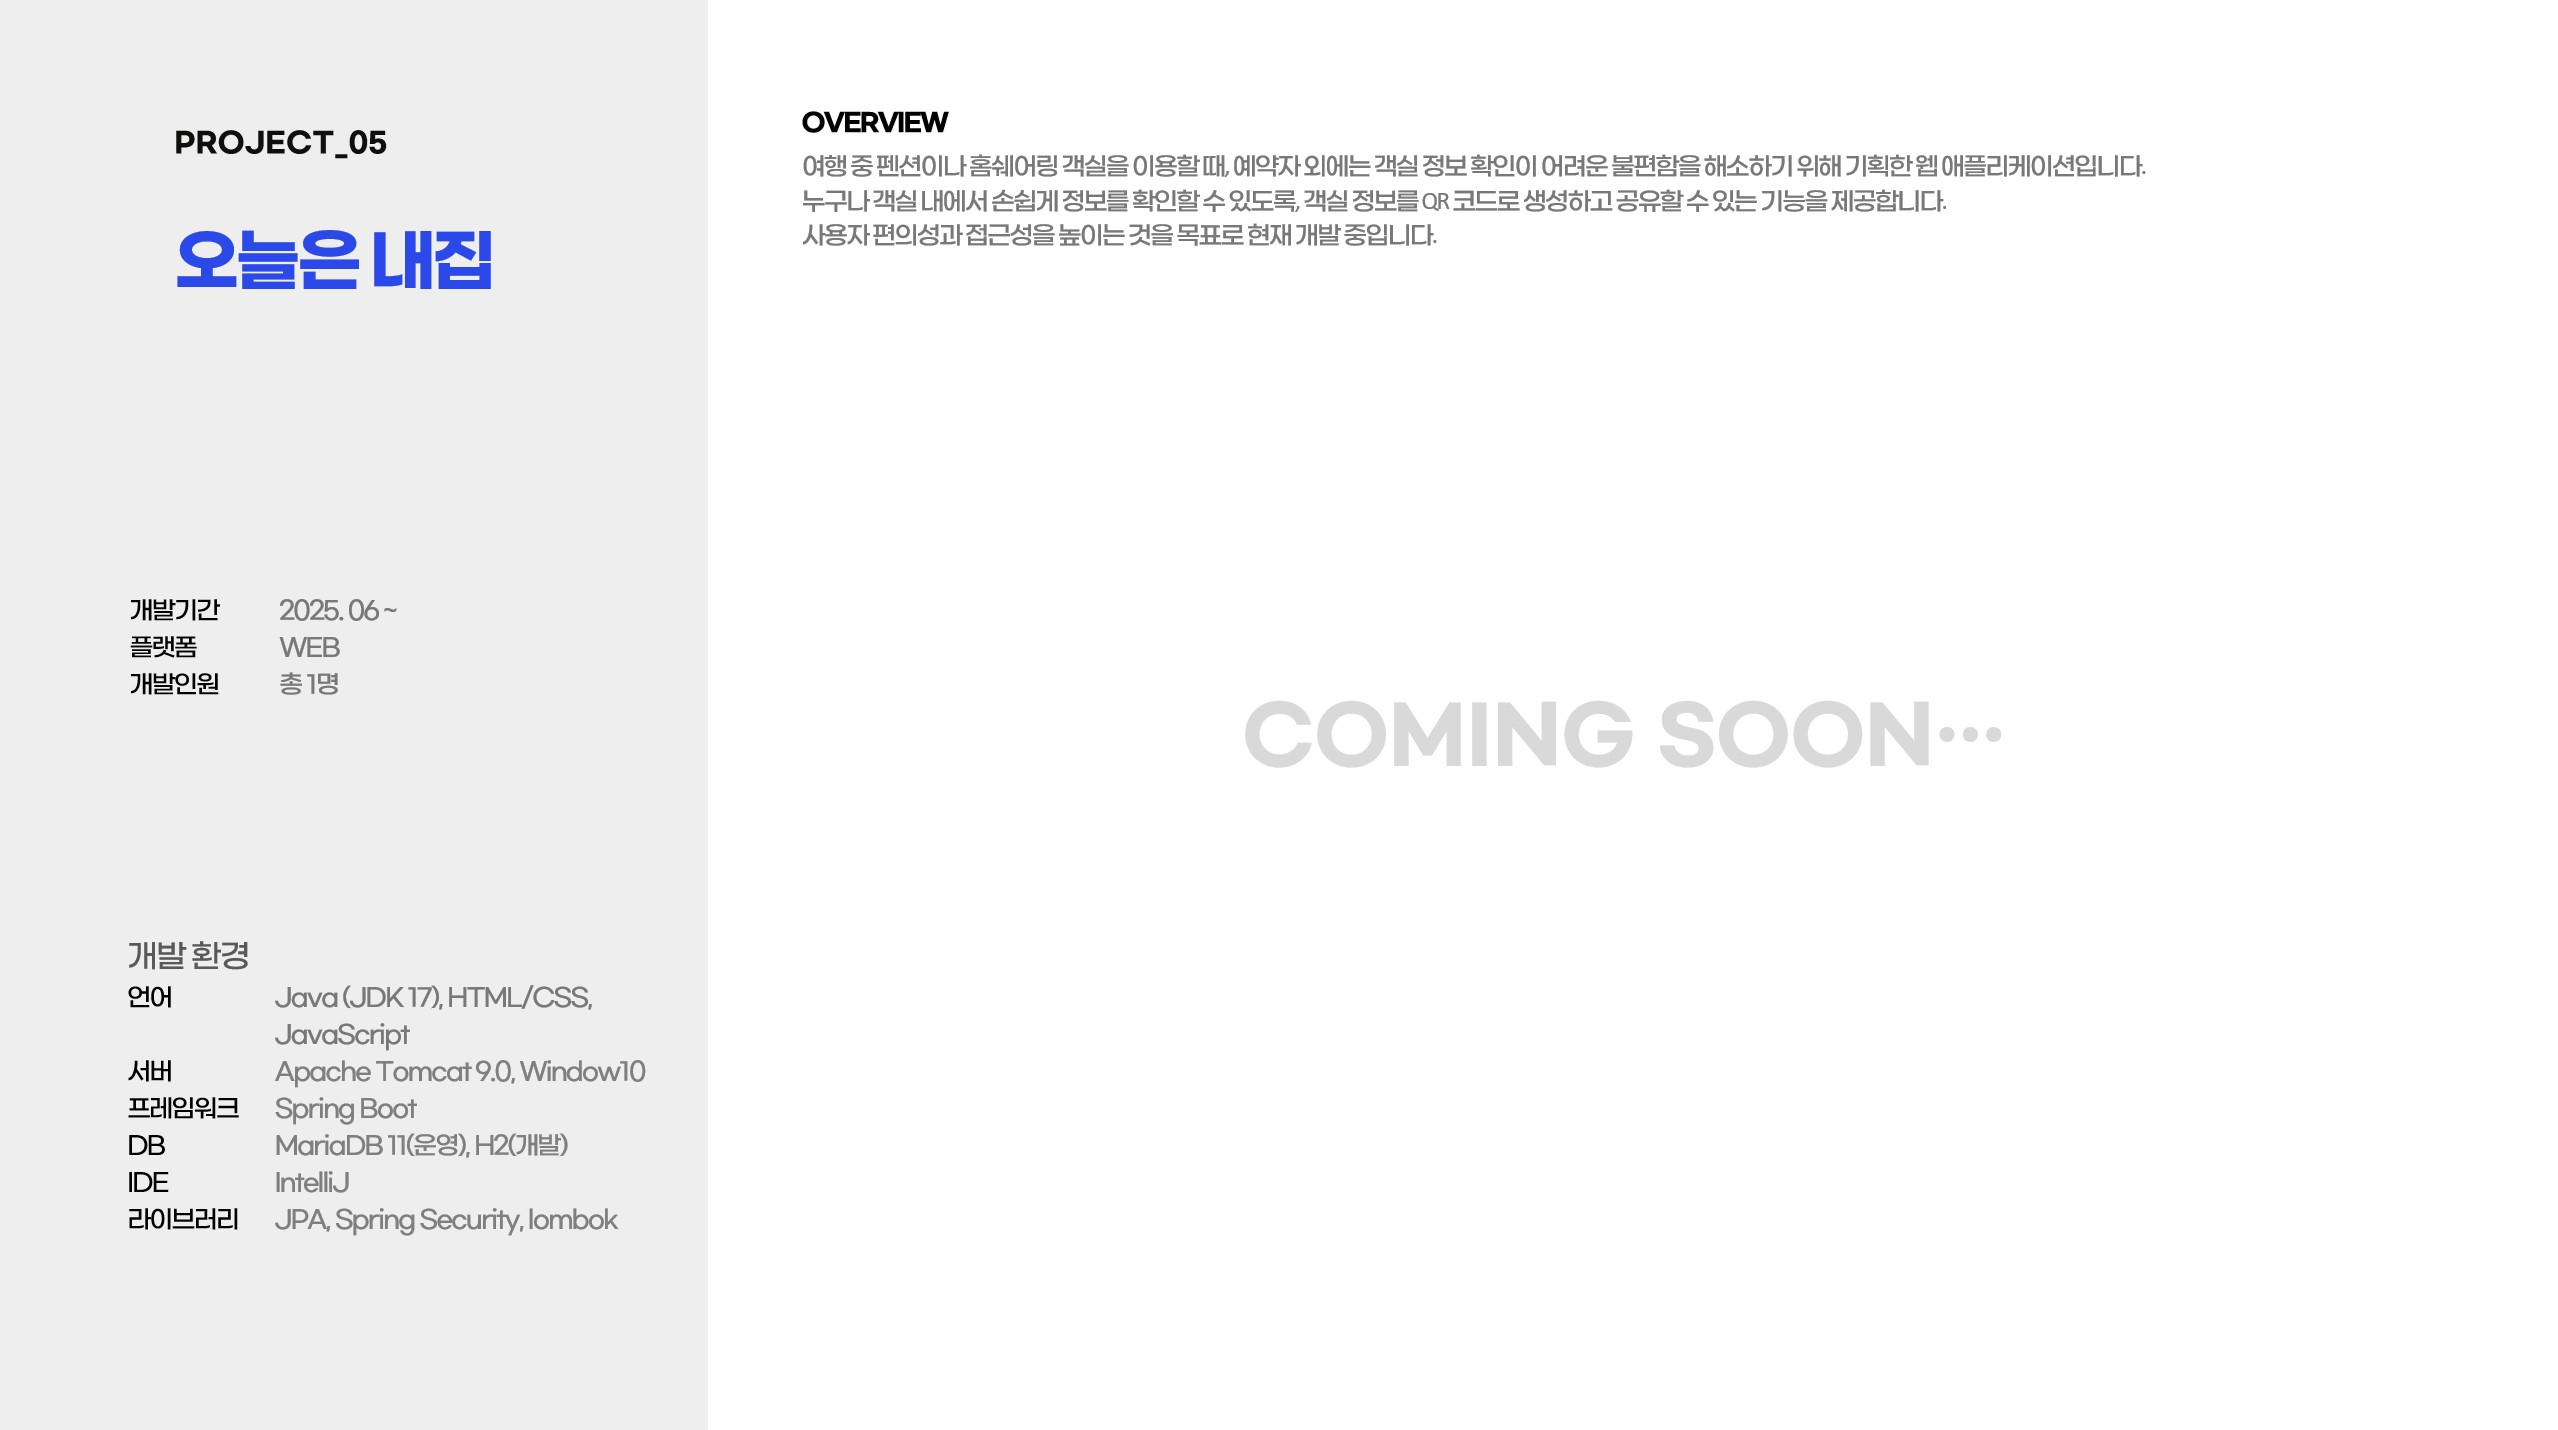 PROJECT_05
오늘은 내집
개발기간 2025. 06 ~
플랫폼 WEB
개발인원 총 1명
개발 환경
언어 Java (JDK 17), HTML/CSS,
JavaScript
서버 Apache Tomcat 9.0, Window10
프레임워크 Spring Boot
DB MariaDB 11(운영), H2(개발)
IDE IntelliJ
라이브러리 JPA, Spring Security, lombok
OVERVIEW
여행 중 펜션이나 홈쉐어링 객실을 이용할 때, 예약자 외에는 객실 정보 확인이 어려운 불편함을 해소하기 위해 기획한 웹 애플리케이션입니다.
누구나 객실 내에서 손쉽게 정보를 확인할 수 있도록, 객실 정보를 QR 코드로 생성하고 공유할 수 있는 기능을 제공합니다.
사용자 편의성과 접근성을 높이는 것을 목표로 현재 개발 중입니다.
COMING SOON···